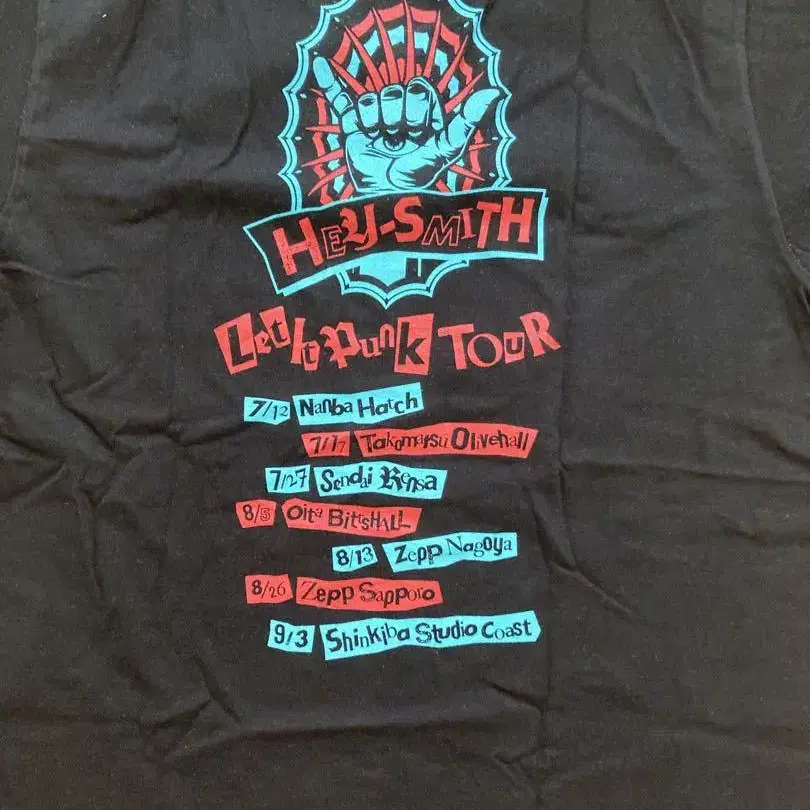 HEY-SMITH
Let It Punk TOUR
7/12 Nanba Hatch
7/17 Takamatsu Olivehall
7/27 Sendai Rensa
8/5 Oita BittsHALL
8/13 Zepp Nagoya
8/26 Zepp Sapporo
9/3 Shinkiba Studio Coast